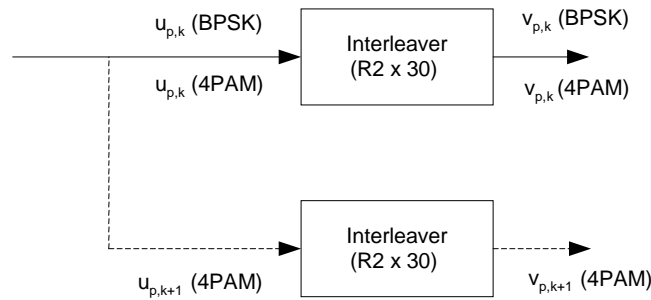 u_{p,k} (BPSK)
u_{p,k} (4PAM)
Interleaver
(R2 x 30)
v_{p,k} (BPSK)
v_{p,k} (4PAM)
u_{p,k+1} (4PAM)
Interleaver
(R2 x 30)
v_{p,k+1} (4PAM)